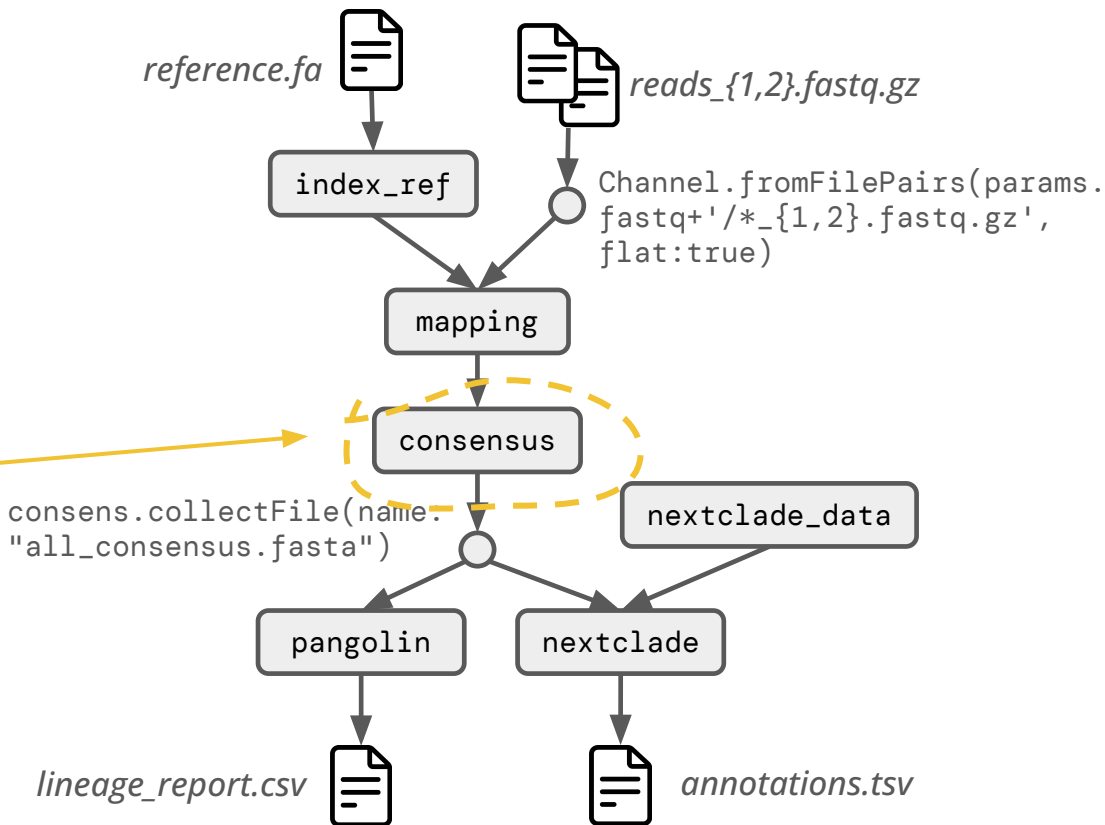 reference.fa
reads_{1,2}.fastq.gz
index_ref
Channel.fromFilePairs(params.
fastq+'/*_{1,2}.fastq.gz',
flat:true)
mapping
consensus
consens.collectFile(name:
"all_consensus.fasta")
nextclade_data
pangolin
nextclade
lineage_report.csv
annotations.tsv